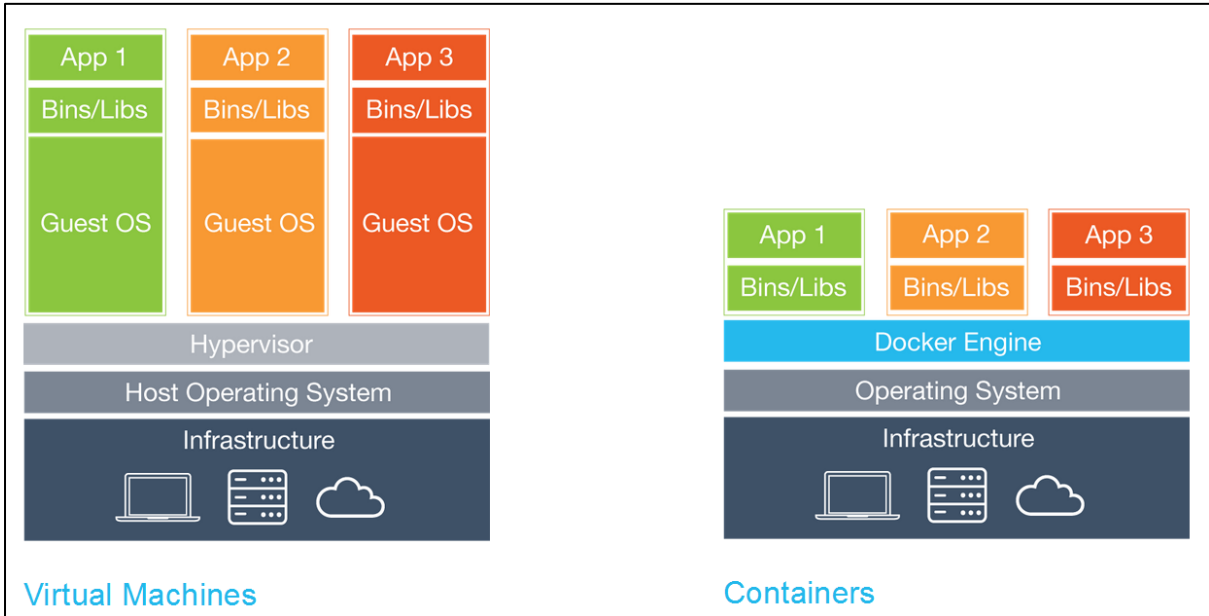 App 1
App 2
App 3
Bins/Libs
Bins/Libs
Bins/Libs
Guest OS
Guest OS
Guest OS
Hypervisor
Host Operating System
Infrastructure
Virtual Machines
App 1
App 2
App 3
Bins/Libs
Bins/Libs
Bins/Libs
Docker Engine
Operating System
Infrastructure
Containers